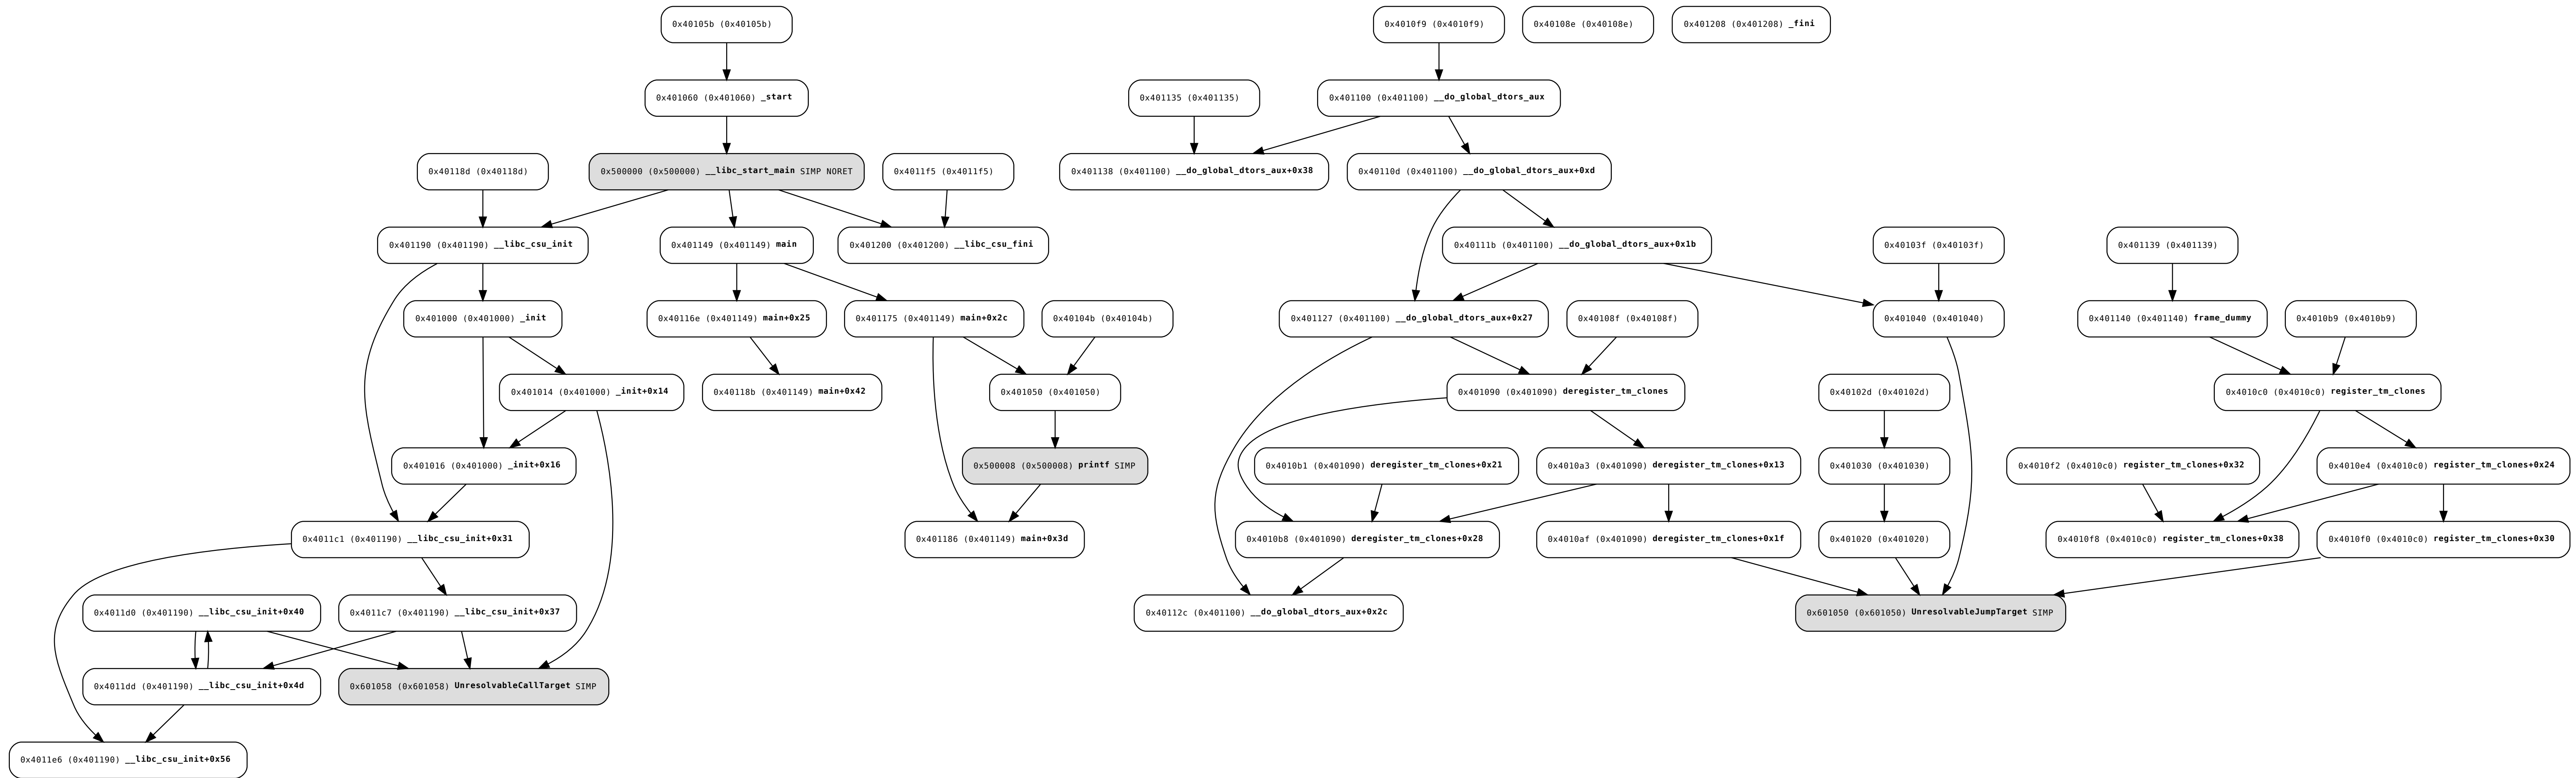 0x40105b (0x40105b)
0x4010f9 (0x4010f9)
0x40108e (0x40108e)
0x401208 (0x401208) _fini
0x401060 (0x401060) _start
0x401135 (0x401135)
0x401100 (0x401100) __do_global_dtors_aux
0x40118d (0x40118d)
0x500000 (0x500000) __libc_start_main SIMP NORET
0x4011f5 (0x4011f5)
0x401138 (0x401100) __do_global_dtors_aux+0x38
0x40110d (0x401100) __do_global_dtors_aux+0xd
0x401190 (0x401190) __libc_csu_init
0x401149 (0x401149) main
0x401200 (0x401200) __libc_csu_fini
0x40111b (0x401100) __do_global_dtors_aux+0x1b
0x40103f (0x40103f)
0x401139 (0x401139)
0x401000 (0x401000) _init
0x40116e (0x401149) main+0x25
0x401175 (0x401149) main+0x2c
0x40104b (0x40104b)
0x401127 (0x401100) __do_global_dtors_aux+0x27
0x40108f (0x40108f)
0x401040 (0x401040)
0x401140 (0x401140) frame_dummy
0x4010b9 (0x4010b9)
0x401014 (0x401000) _init+0x14
0x40118b (0x401149) main+0x42
0x401050 (0x401050)
0x401090 (0x401090) deregister_tm_clones
0x40102d (0x40102d)
0x4010c0 (0x4010c0) register_tm_clones
0x401016 (0x401000) _init+0x16
0x500008 (0x500008) printf SIMP
0x4010b1 (0x401090) deregister_tm_clones+0x21
0x4010a3 (0x401090) deregister_tm_clones+0x13
0x401030 (0x401030)
0x4010f2 (0x4010c0) register_tm_clones+0x32
0x4010e4 (0x4010c0) register_tm_clones+0x24
0x4011c1 (0x401190) __libc_csu_init+0x31
0x401186 (0x401149) main+0x3d
0x4010b8 (0x401090) deregister_tm_clones+0x28
0x4010af (0x401090) deregister_tm_clones+0x1f
0x401020 (0x401020)
0x4010f8 (0x4010c0) register_tm_clones+0x38
0x4010f0 (0x4010c0) register_tm_clones+0x30
0x4011d0 (0x401190) __libc_csu_init+0x40
0x4011c7 (0x401190) __libc_csu_init+0x37
0x40112c (0x401100) __do_global_dtors_aux+0x2c
0x601050 (0x601050) UnresolvableJumpTarget SIMP
0x4011dd (0x401190) __libc_csu_init+0x4d
0x601058 (0x601058) UnresolvableCallTarget SIMP
0x4011e6 (0x401190) __libc_csu_init+0x56